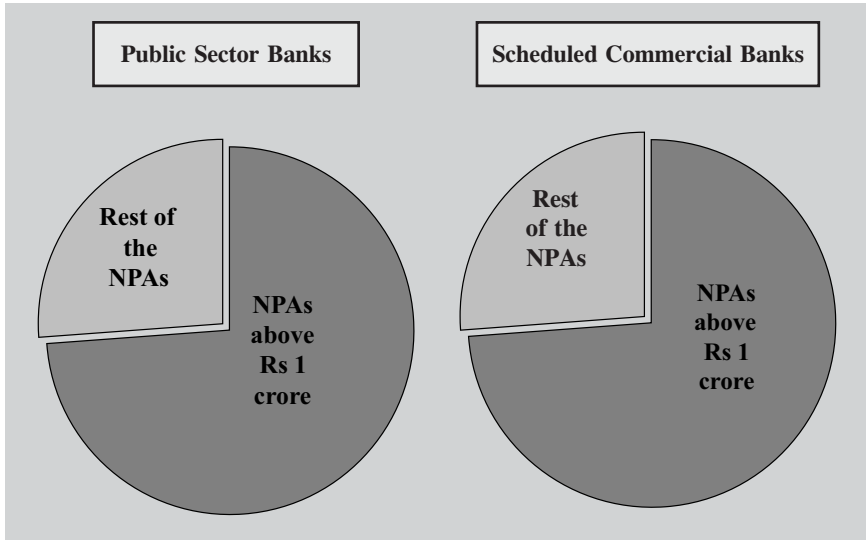 Public Sector Banks
Scheduled Commercial Banks
Rest of
the
NPAs
NPAs
above
Rs 1
crore
Rest
of the
NPAs
NPAs
above
Rs 1
crore